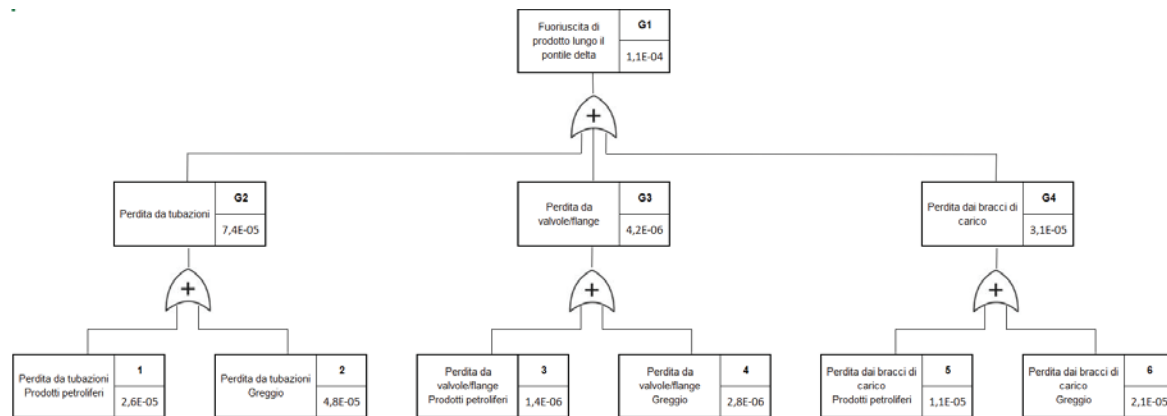 Fuoriuscita di
prodotto lungo il
pontile delta
G1
1,1E-04
+
Perdita da tubazioni
G2
7,4E-05
Perdita da
valvole/flange
G3
4,2E-06
Perdita dai bracci di
carico
G4
3,1E-05
+
+
+
Perdita da tubazioni
Prodotti petroliferi
1
2,6E-05
Perdita da tubazioni
Greggio
2
4,8E-05
Perdita da
valvole/flange
Prodotti petroliferi
3
1,4E-06
Perdita da
valvole/flange
Greggio
4
2,8E-06
Perdita dai bracci di
carico
Prodotti petroliferi
5
1,1E-05
Perdita dai bracci di
carico
Greggio
6
2,1E-05